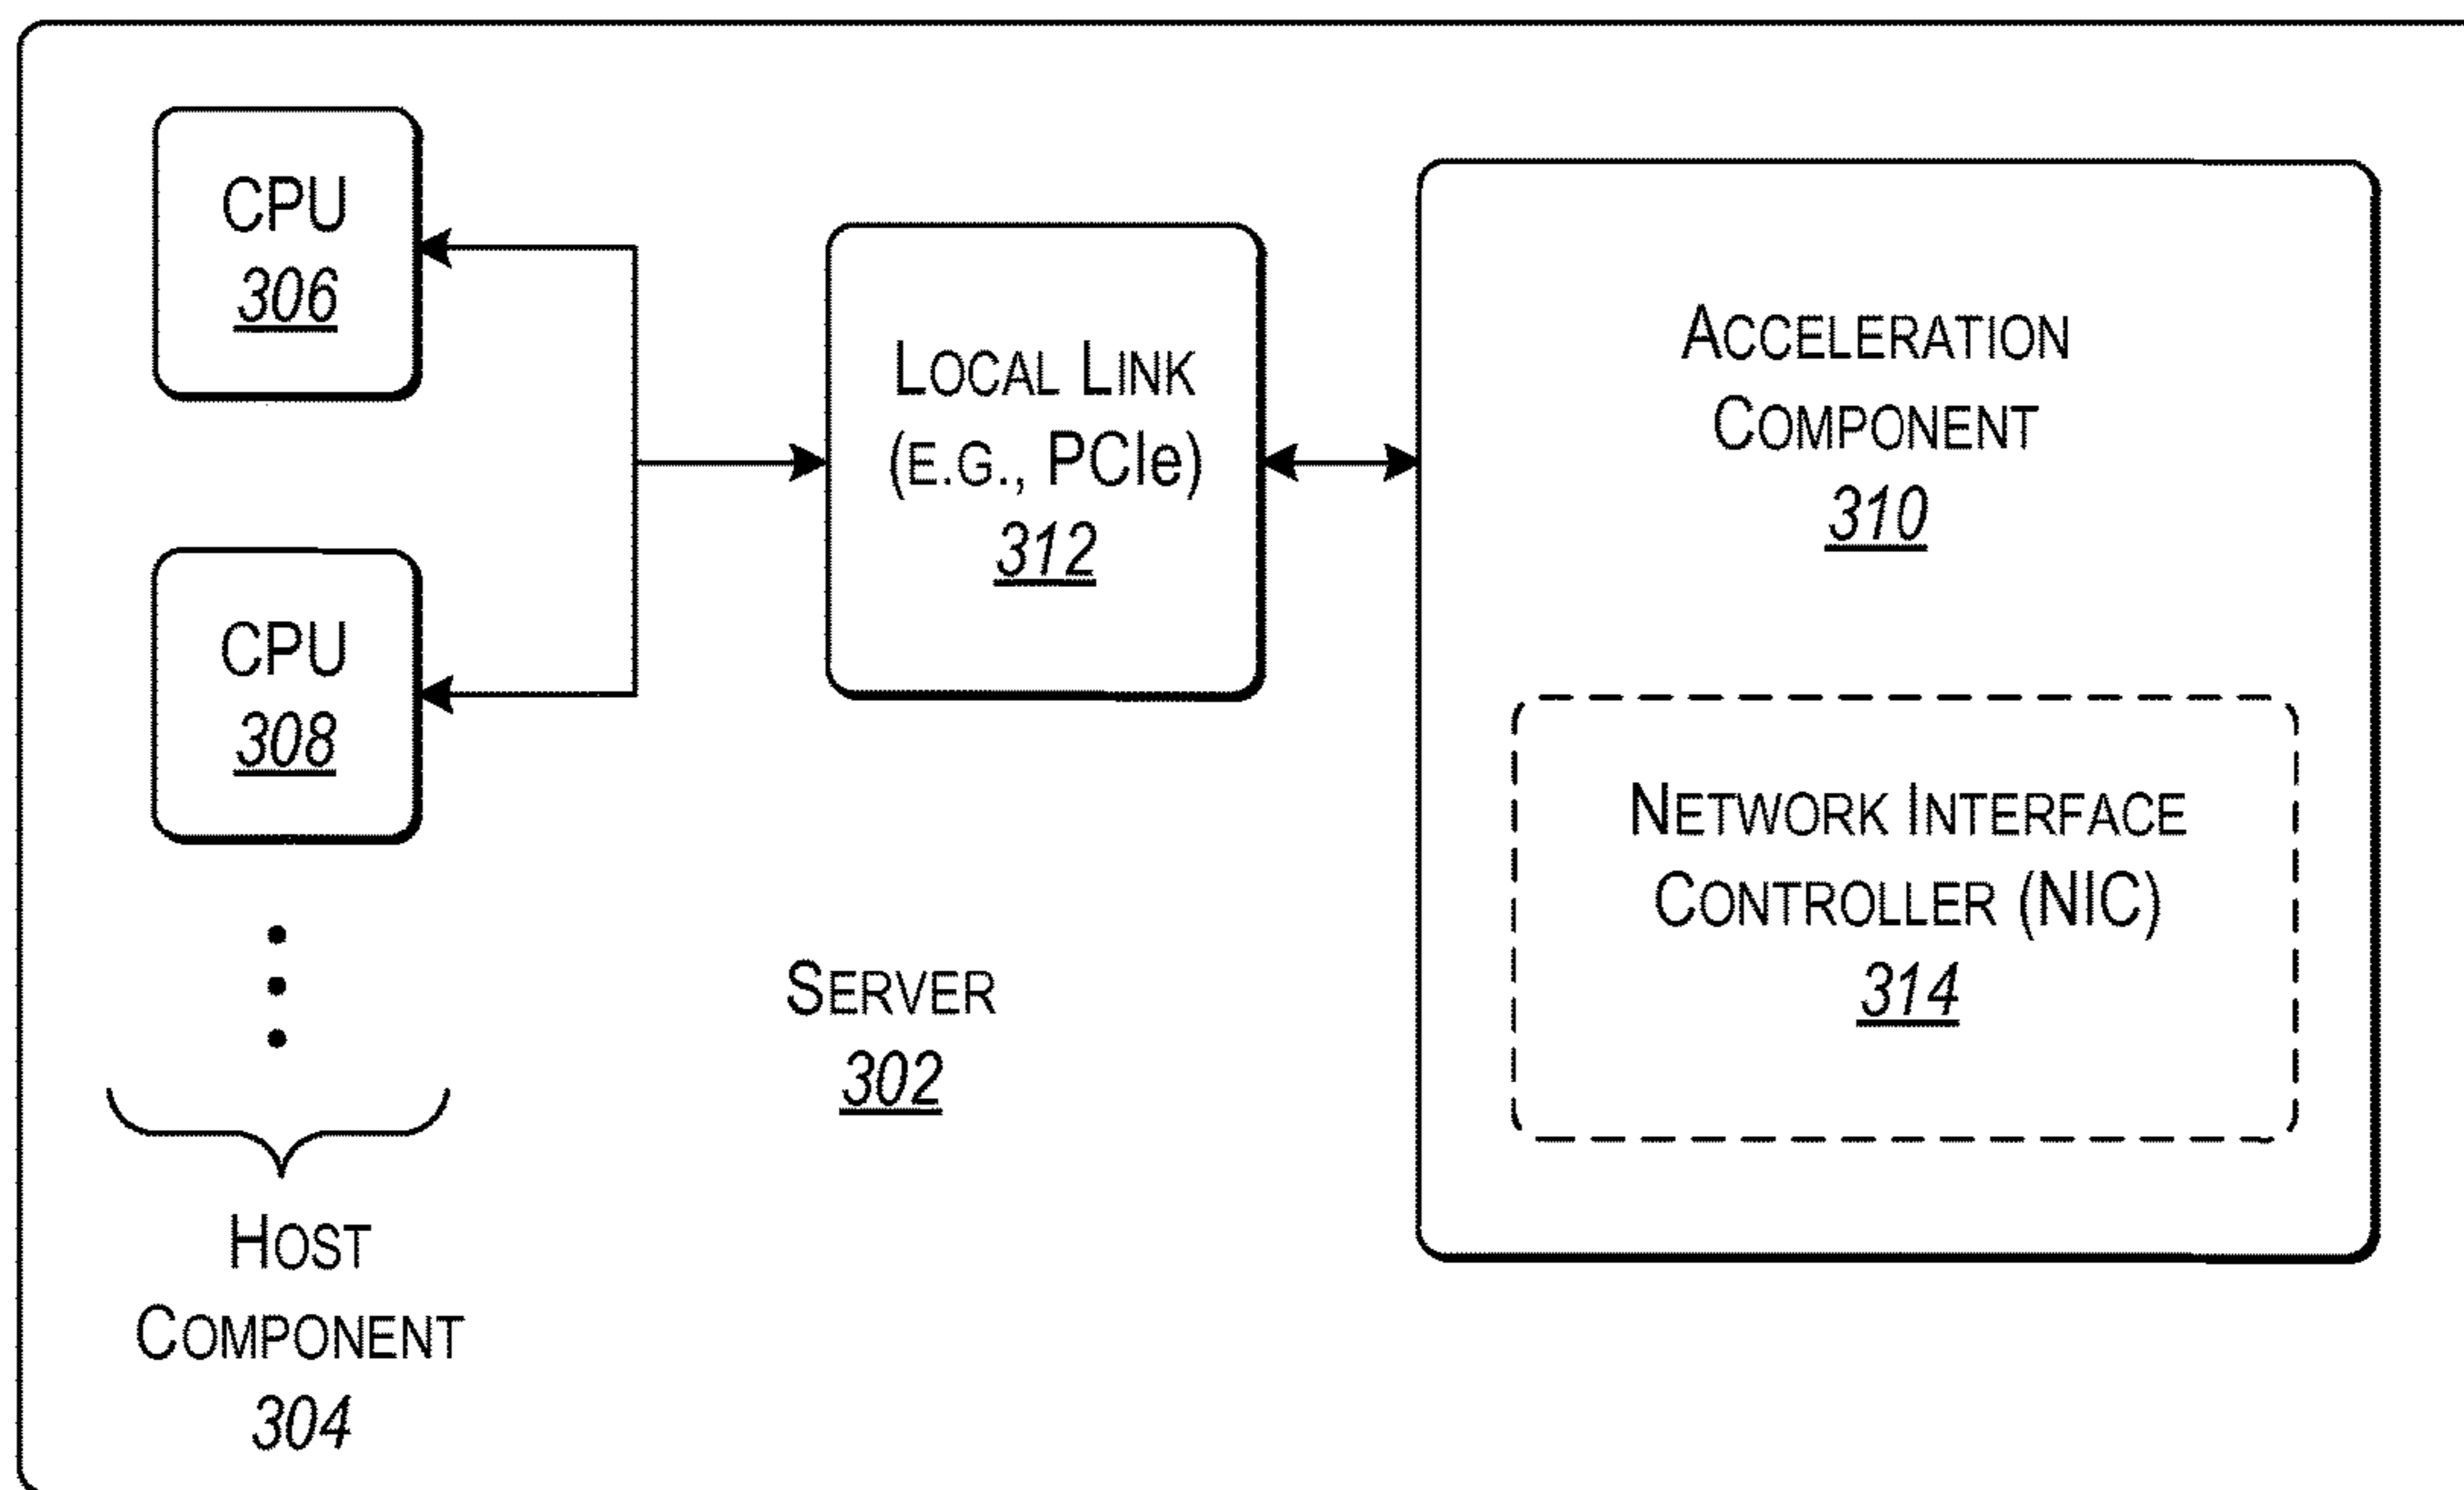 CPU
306
CPU
308
LOCAL LINK
(E.G., PCIe)
312
ACCELERATION
COMPONENT
310
NETWORK INTERFACE
CONTROLLER (NIC)
314
SERVER
302
HOST
COMPONENT
304